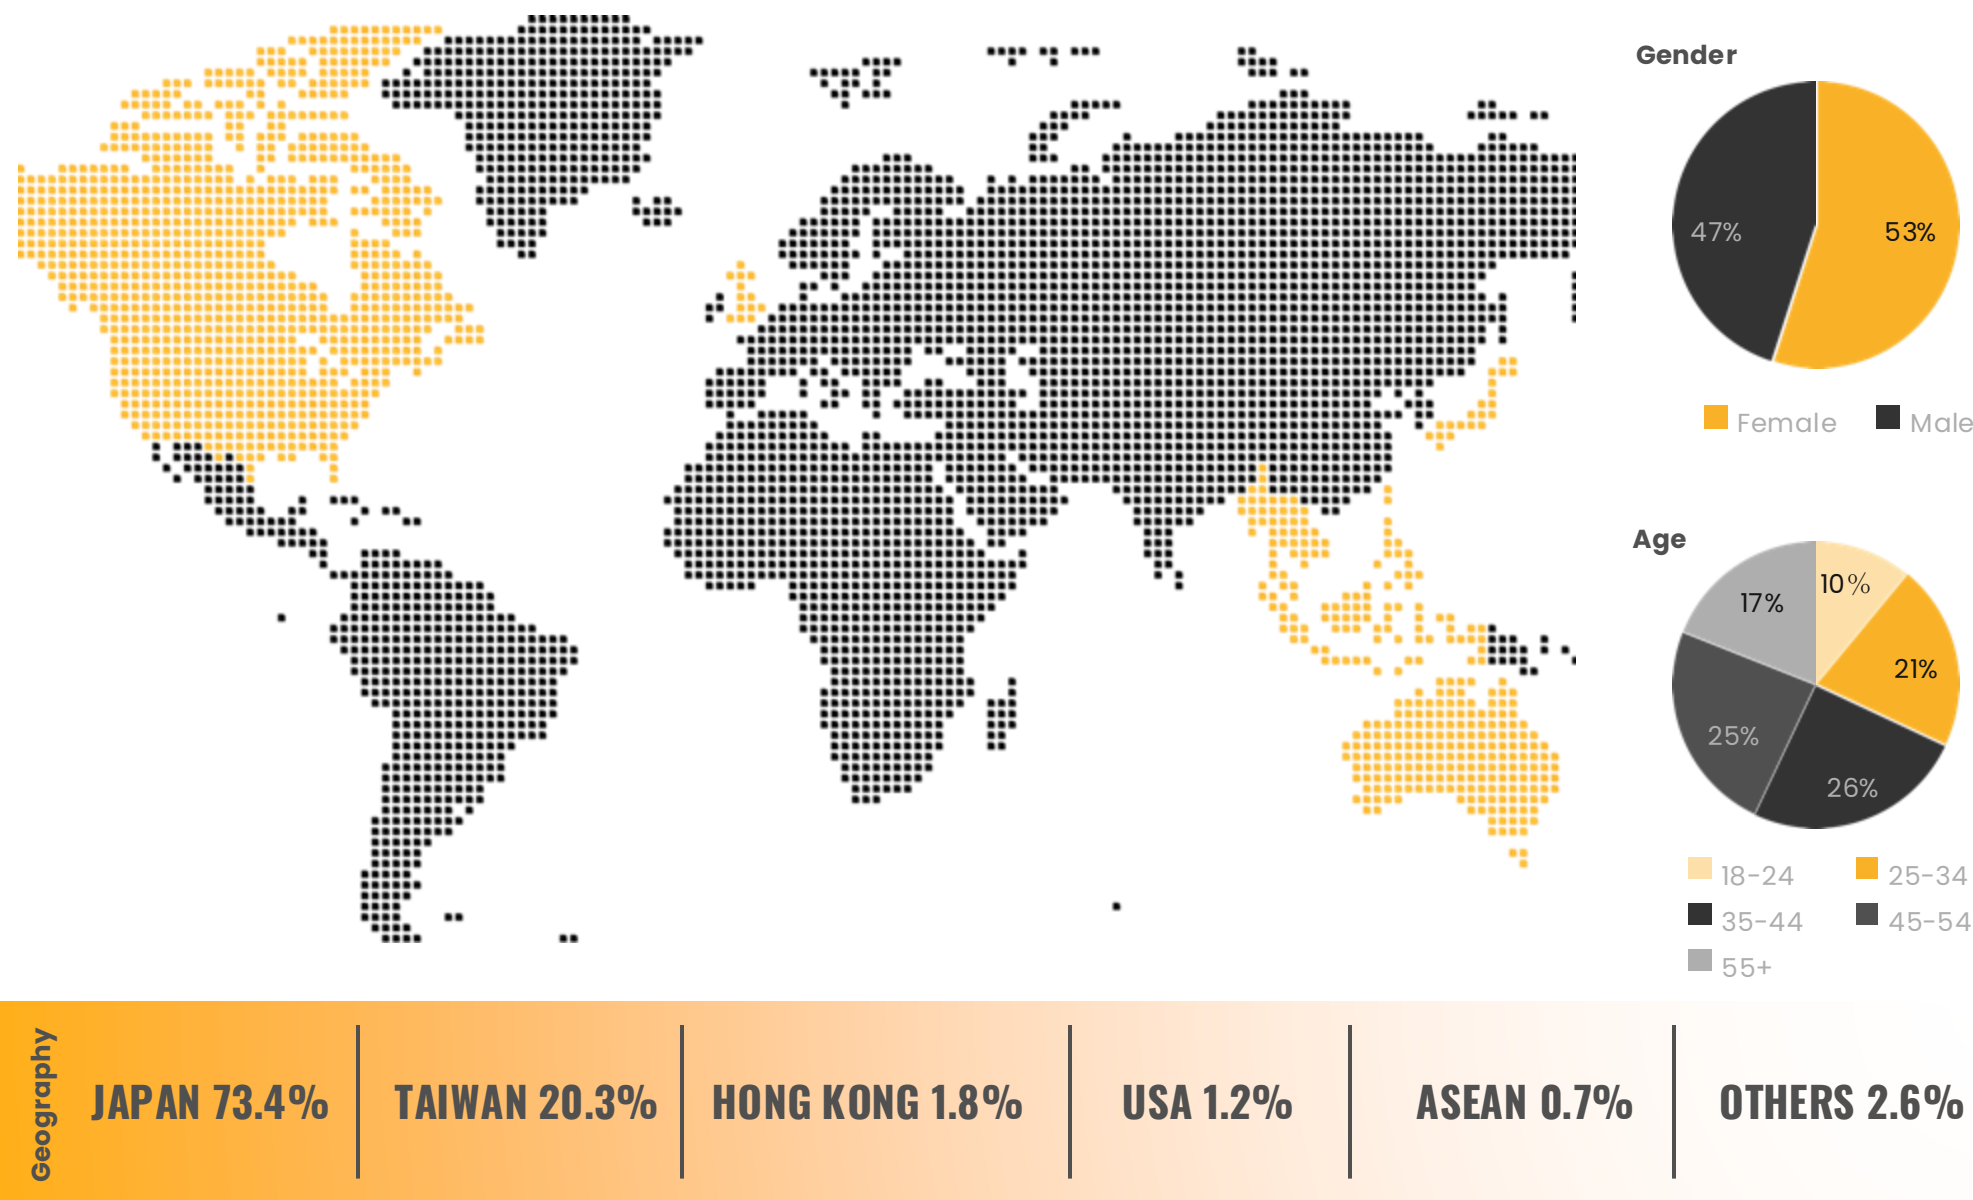 Gender
47%
53%
Female
Male
Age
10%
17%
21%
25%
26%
18-24
25-34
35-44
45-54
55+
Geography
JAPAN 73.4%
TAIWAN 20.3%
HONG KONG 1.8%
USA 1.2%
ASEAN 0.7%
OTHERS 2.6%